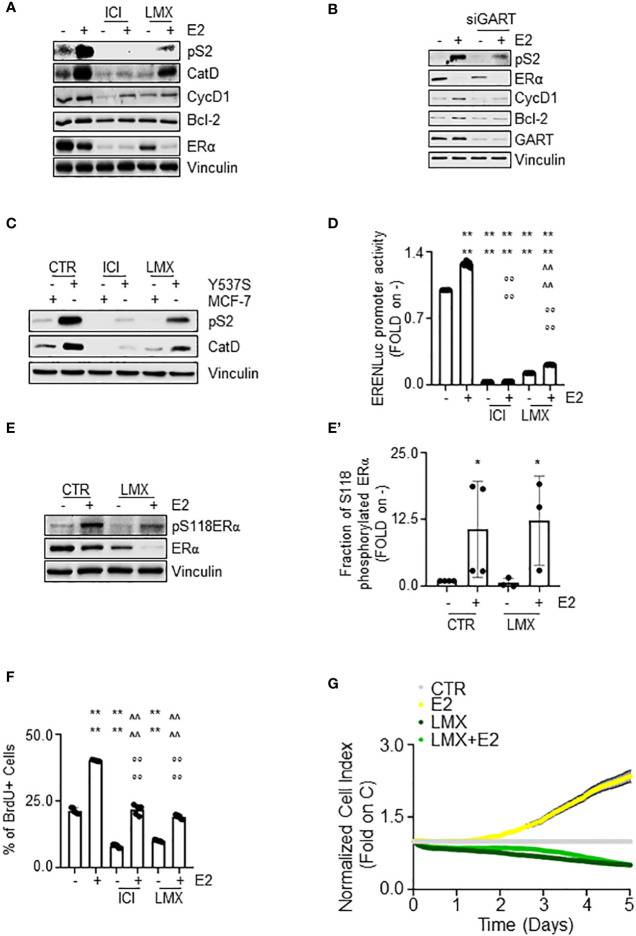 A
ICI LMX
- + - + - + E2
pS2
CatD
CycD1
Bcl-2
ERα
Vinculin
B
siGART
- + - + E2
pS2
ERα
CycD1
Bcl-2
GART
Vinculin
C
CTR ICI LMX
- + - + - + Y537S
+ - + - + - MCF-7
pS2
CatD
Vinculin
D
** ** ** ** **
** ** ** ** **
^^
^^
°° °°
°° °°
ERENLuc promoter activity
(FOLD on -)
1.4
0.7
0.0
- + - + - + E2
ICI LMX
E
CTR LMX
- + - + E2
pS118ERα
ERα
Vinculin
E'
Fraction of S118
phosphorylated ERα
(FOLD on -)
25.0
12.5
0.0
* *
- + - + E2
CTR LMX
F
** ** ^^ ** ^^
** ** ^^ ** ^^
°° °°
°° °°
% of BrdU+ Cells
50.0
25.0
0.0
- + - + - + E2
ICI LMX
G
CTR
E2
LMX
LMX+E2
Normalized Cell Index
(Fold on C)
3.0
1.5
0.0
0 1 2 3 4 5
Time (Days)